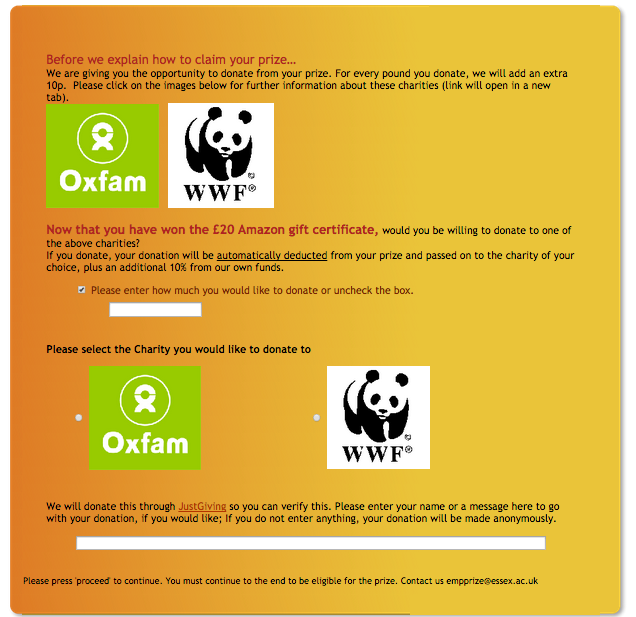 Before we explain how to claim your prize…
We are giving you the opportunity to donate from your prize. For every pound you donate, we will add an extra
10p.  Please click on the images below for further information about these charities (link will open in a new
tab).
Oxfam
WWF®
Now that you have won the £20 Amazon gift certificate, would you be willing to donate to one of
the above charities?
If you donate, your donation will be automatically deducted from your prize and passed on to the charity of your
choice, plus an additional 10% from our own funds.
Please enter how much you would like to donate or uncheck the box.
Please select the Charity you would like to donate to
Oxfam
WWF®
We will donate this through JustGiving so you can verify this. Please enter your name or a message here to go
with your donation, if you would like; If you do not enter anything, your donation will be made anonymously.
Please press 'proceed' to continue. You must continue to the end to be eligible for the prize. Contact us empprize@essex.ac.uk